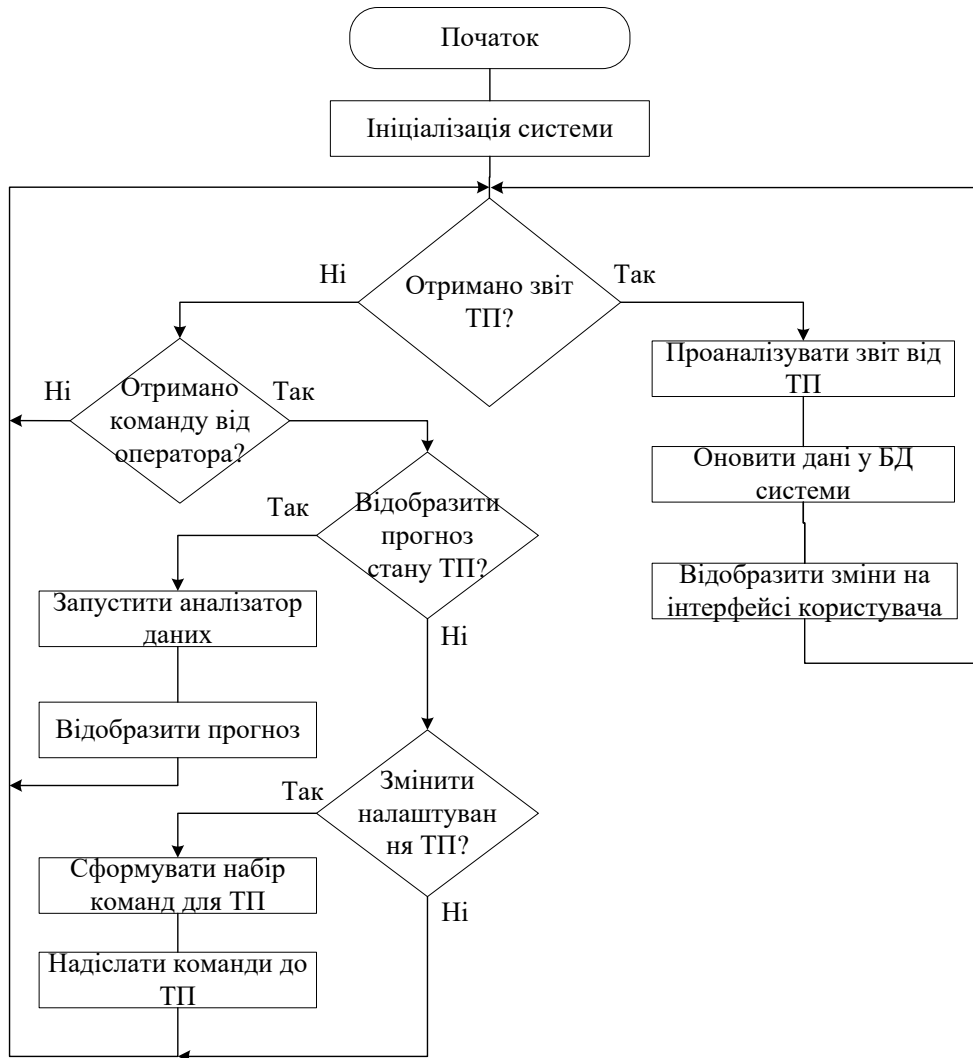 Початок
Ініціалізація системи
Ні
Отримано звіт
ТП?
Так
Проаналізувати звіт від
ТП
Ні
Отримано
команду від
оператора?
Так
Оновити дані у БД
системи
Так
Відобразити
прогноз
стану ТП?
Відобразити зміни на
інтерфейсі користувача
Запустити аналізатор
даних
Ні
Відобразити прогноз
Так
Змінити
налаштуван
ня ТП?
Сформувати набір
команд для ТП
Ні
Надіслати команди до
ТП